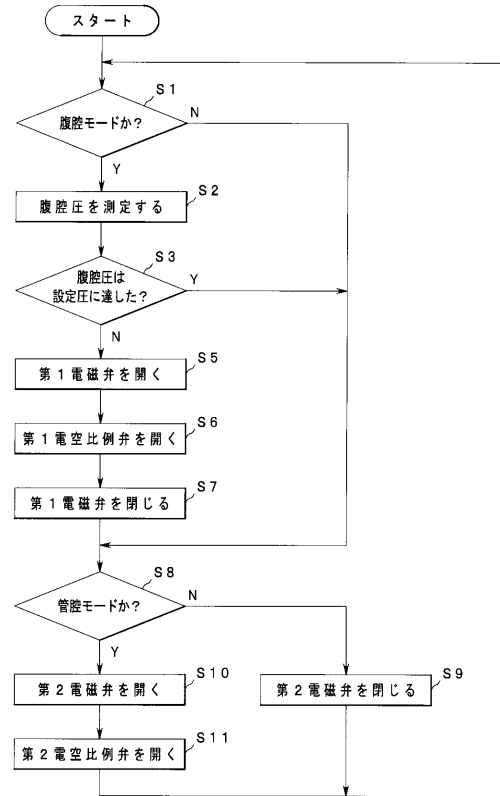 スタート
S1
腹腔モードか?
N
Y
S2
腹腔圧を測定する
S3
腹腔圧は
設定圧に達した?
Y
N
S5
第1電磁弁を開く
S6
第1電空比例弁を開く
S7
第1電磁弁を閉じる
S8
管腔モードか?
N
Y
S10
第2電磁弁を開く
S9
第2電磁弁を閉じる
S11
第2電空比例弁を開く